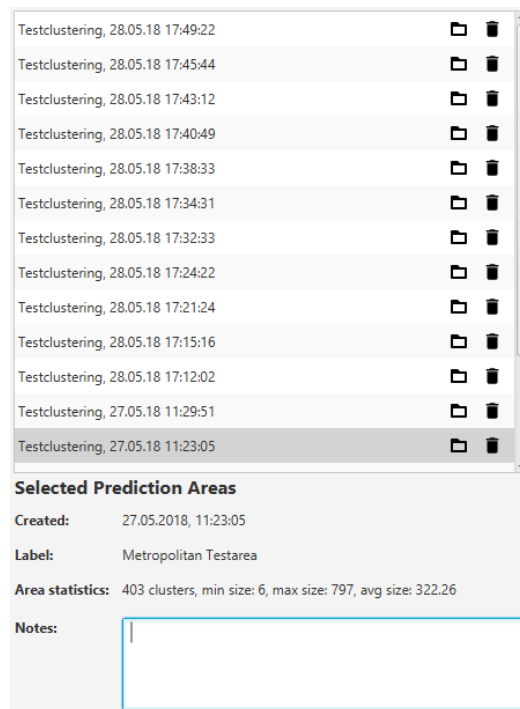 Testclustering, 28.05.18 17:49:22
Testclustering, 28.05.18 17:45:44
Testclustering, 28.05.18 17:43:12
Testclustering, 28.05.18 17:40:49
Testclustering, 28.05.18 17:38:33
Testclustering, 28.05.18 17:34:31
Testclustering, 28.05.18 17:32:33
Testclustering, 28.05.18 17:24:22
Testclustering, 28.05.18 17:21:24
Testclustering, 28.05.18 17:15:16
Testclustering, 28.05.18 17:12:02
Testclustering, 27.05.18 11:29:51
Testclustering, 27.05.18 11:23:05
Selected Prediction Areas
Created: 27.05.2018, 11:23:05
Label: Metropolitan Testarea
Area statistics: 403 clusters, min size: 6, max size: 797, avg size: 322.26
Notes: